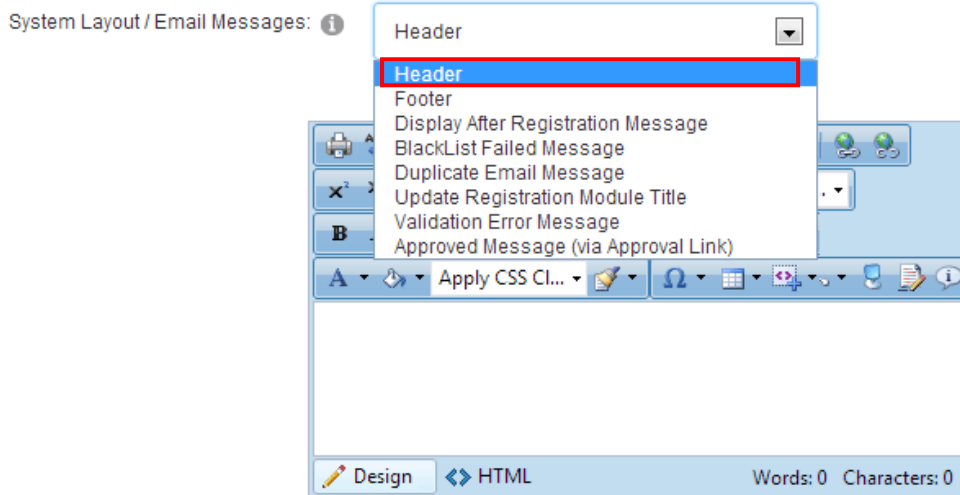 System Layout / Email Messages:
Header
Header
Footer
Display After Registration Message
BlackList Failed Message
Duplicate Email Message
Update Registration Module Title
Validation Error Message
Approved Message (via Approval Link)
B
A Apply CSS Cl... Ω
Design HTML Words: 0 Characters: 0